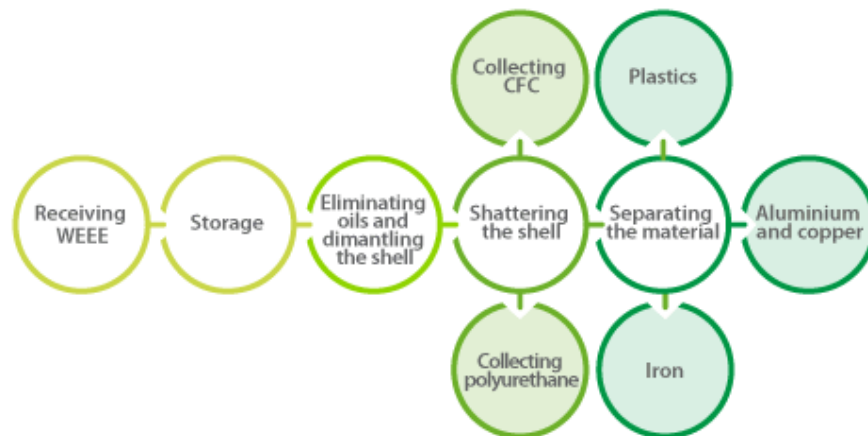 Collecting
CFC
Plastics
Receiving
WEEE
Storage
Eliminating
oils and
dimantling
the shell
Shattering
the shell
Separating
the material
Aluminium
and copper
Collecting
polyurethane
Iron